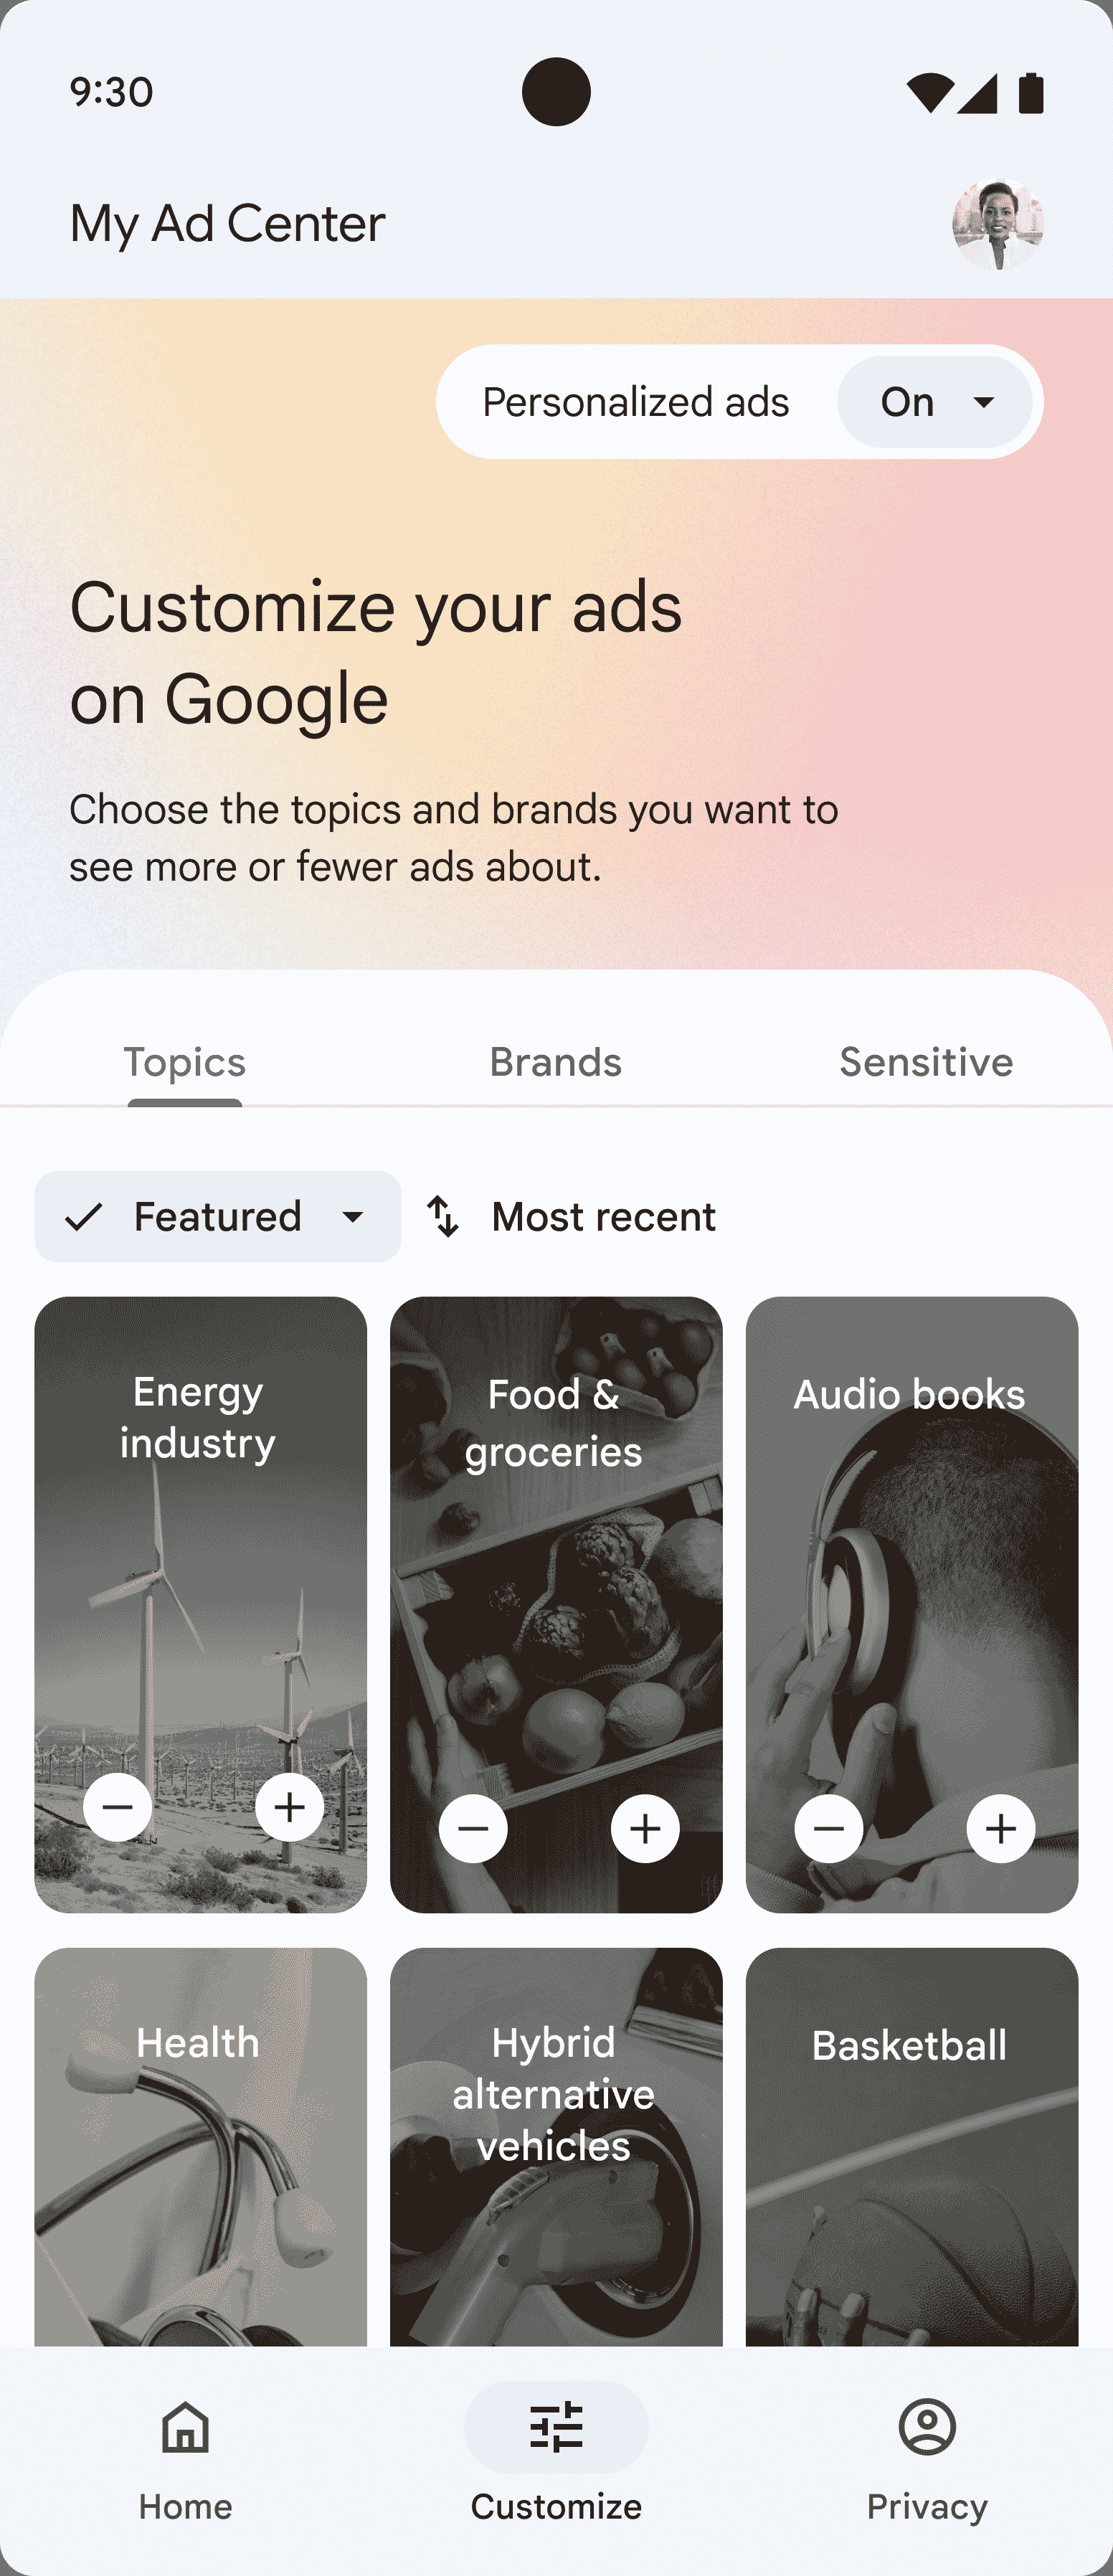 9:30
My Ad Center
Personalized ads
On
Customize your ads
on Google
Choose the topics and brands you want to
see more or fewer ads about.
Topics
Brands
Sensitive
Featured
Most recent
Energy
industry
Food &
groceries
Audio books
Health
Hybrid
alternative
vehicles
Basketball
Home
Customize
Privacy